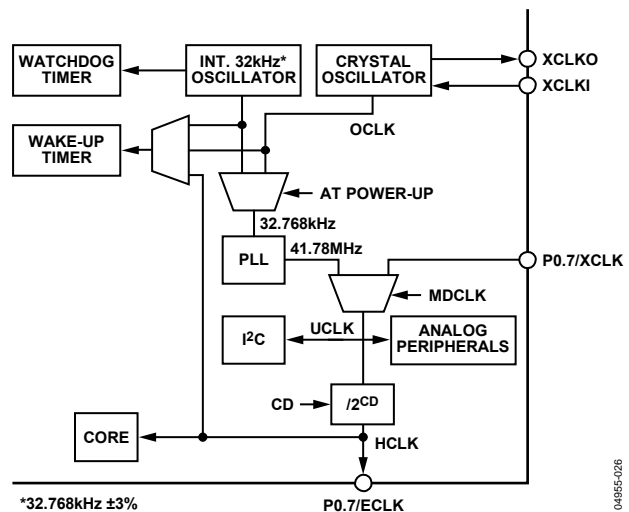 WATCHDOG
TIMER
INT. 32kHz*
OSCILLATOR
CRYSTAL
OSCILLATOR
XCLKO
XCLKI
OCLK
WAKE-UP
TIMER
AT POWER-UP
32.768kHz
41.78MHz
PLL
P0.7/XCLK
MDCLK
I²C
UCLK
ANALOG
PERIPHERALS
CD
/2ᶜᴰ
CORE
HCLK
*32.768kHz ±3%
P0.7/ECLK
04955-026